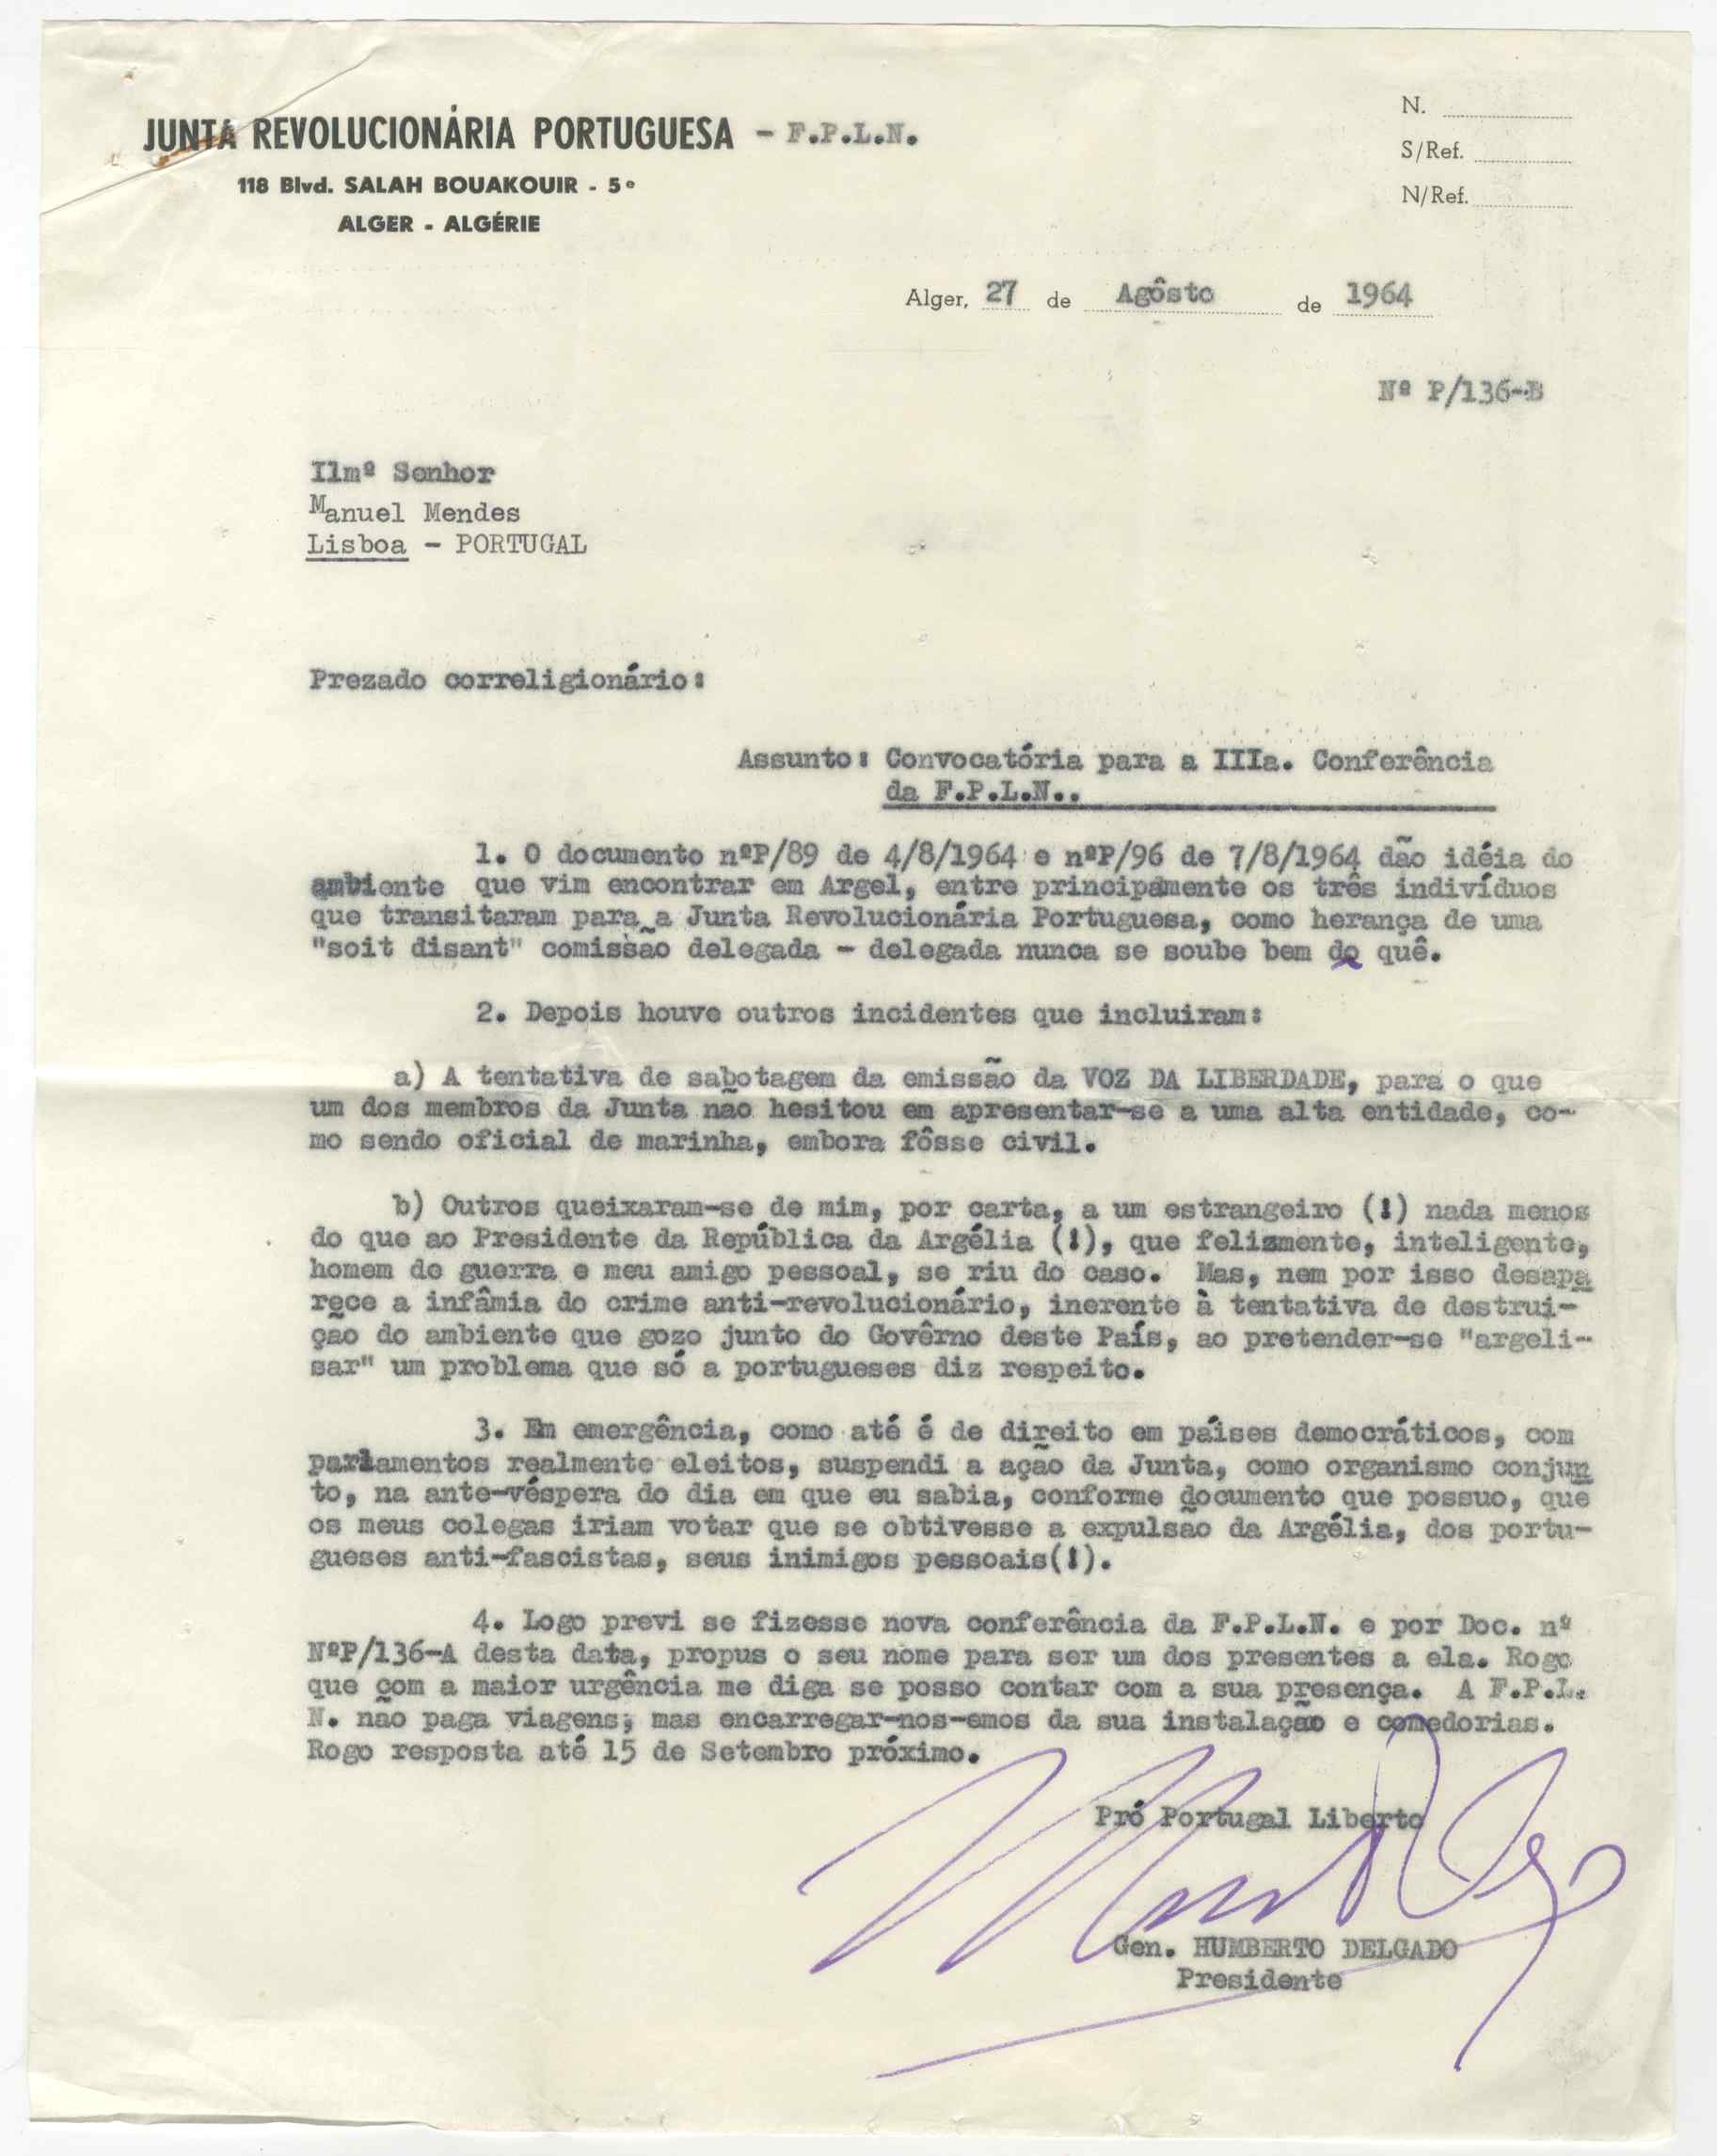 JUNTA REVOLUCIONÁRIA PORTUGUESA - F.P.L.N.
118 Blvd. SALAH BOUAKOUIR - 5º
ALGER - ALGÉRIE
N.
S/Ref.
N/Ref.
Alger, 27 de Agôsto de 1964
Nº P/136-B
Ilmº Senhor
Manuel Mendes
Lisboa - PORTUGAL
Prezado correligionário:
Assunto: Convocatória para a IIIa. Conferência
da F.P.L.N..
1. O documento nºP/89 de 4/8/1964 e nºP/96 de 7/8/1964 dão idéia do
ambiente que vim encontrar em Argel, entre principamente os três indivíduos
que transitaram para a Junta Revolucionária Portuguesa, como herança de uma
"soit disant" comissão delegada - delegada nunca se soube bem de quê.
2. Depois houve outros incidentes que incluiram:
a) A tentativa de sabotagem da emissão da VOZ DA LIBERDADE, para o que
um dos membros da Junta não hesitou em apresentar-se a uma alta entidade, co-
mo sendo oficial de marinha, embora fôsse civil.
b) Outros queixaram-se de mim, por carta, a um estrangeiro (!) nada menos
do que ao Presidente da República da Argélia (!), que felizmente, inteligente,
homem de guerra e meu amigo pessoal, se riu do caso. Mas, nem por isso desapa
rece a infâmia do crime anti-revolucionário, inerente à tentativa de destrui-
ção do ambiente que gozo junto do Govêrno deste País, ao pretender-se "argeli-
sar" um problema que só a portugueses diz respeito.
3. Em emergência, como até é de direito em países democráticos, com
parlamentos realmente eleitos, suspendi a ação da Junta, como organismo conjun
to, na ante-véspera do dia em que eu sabia, conforme documento que possuo, que
os meus colegas iriam votar que se obtivesse a expulsão da Argélia, dos portu-
gueses anti-fascistas, seus inimigos pessoais(!).
4. Logo previ se fizesse nova conferência da F.P.L.N. e por Doc. nº
NºP/136-A desta data, propus o seu nome para ser um dos presentes a ela. Rogo
que com a maior urgência me diga se posso contar com a sua presença. A F.P.L.
N. não paga viagens; mas encarregar-nos-emos da sua instalação e comedorias.
Rogo resposta até 15 de Setembro próximo.
Pró Portugal Liberto
Gen. HUMBERTO DELGADO
Presidente